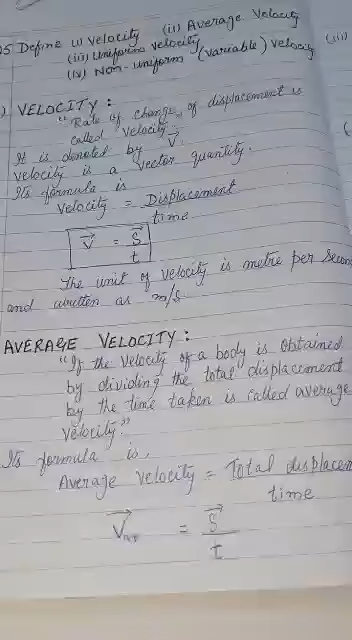 Q5 Define (i) Velocity (ii) Average Velocity
(iii) Uniform velocity
(iv) Non-uniform (variable) velocity
(iii)
VELOCITY :
"Rate of change of displacement is
called velocity"
It is denoted by V.
velocity is a vector quantity.
Its formula is
Velocity = Displacement
time
V = S
t
The unit of velocity is metre per Secon
and written as m/s.
AVERAGE VELOCITY :
"If the velocity of a body is obtained
by dividing the total displacement
by the time taken is called average
velocity."
Its formula is,
Average velocity = Total displacem
time
Vav = S
t